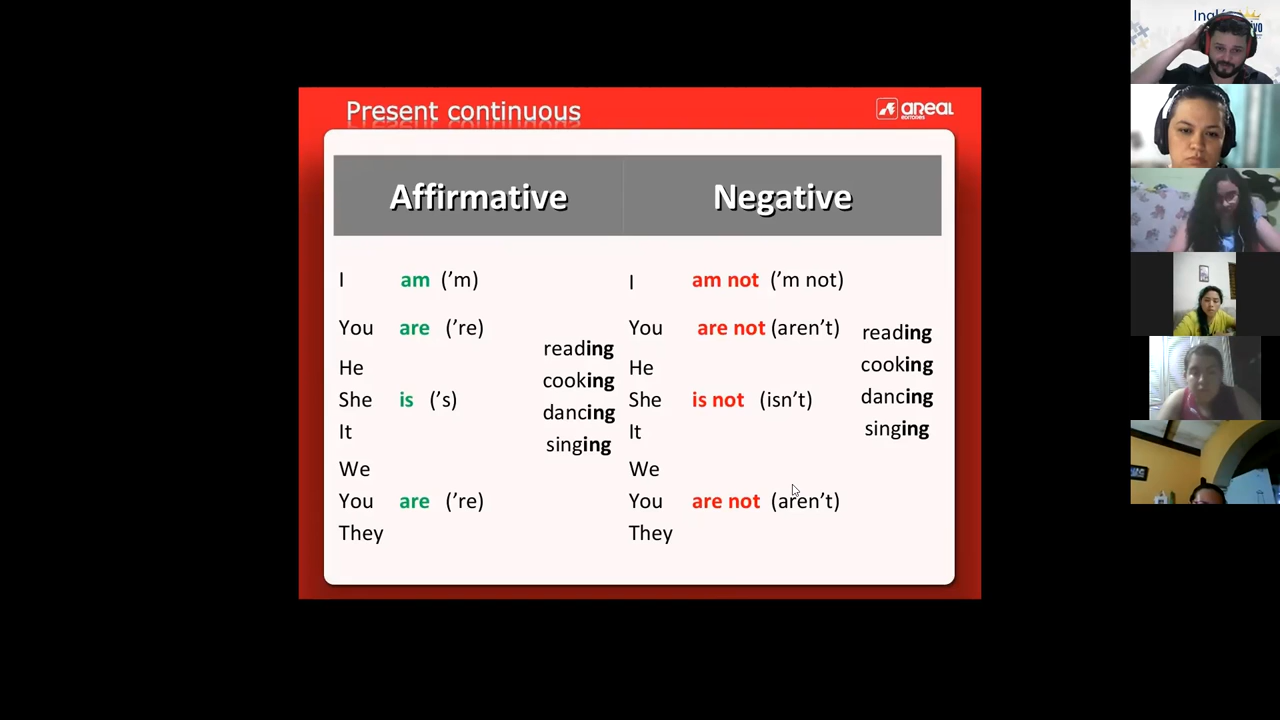 Present continuous
AREAL
EDITORES
Affirmative
Negative
I am (’m)
You are (’re)
He
She is (’s)
It
We
You are (’re)
They
reading
cooking
dancing
singing
I am not (’m not)
You are not (aren’t)
He
She is not (isn’t)
It
We
You are not (aren’t)
They
reading
cooking
dancing
singing